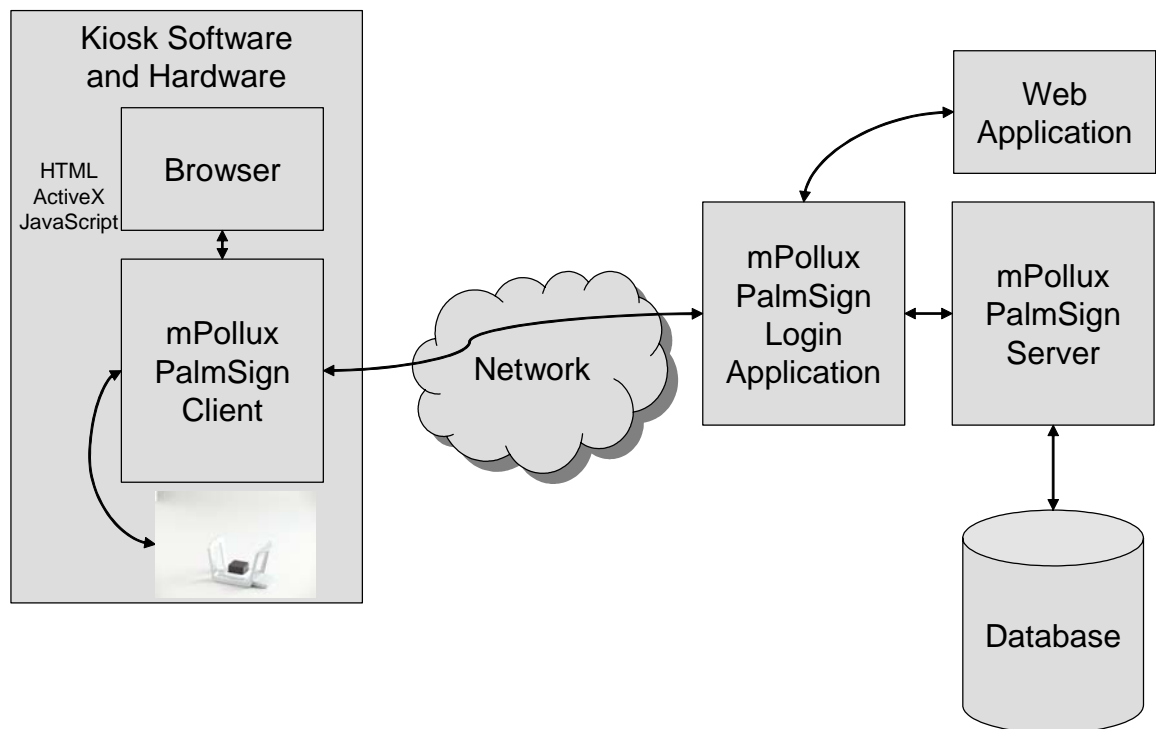 Kiosk Software
and Hardware
Browser
HTML
ActiveX
JavaScript
mPollux
PalmSign
Client
Network
Web
Application
mPollux
PalmSign
Login
Application
mPollux
PalmSign
Server
Database